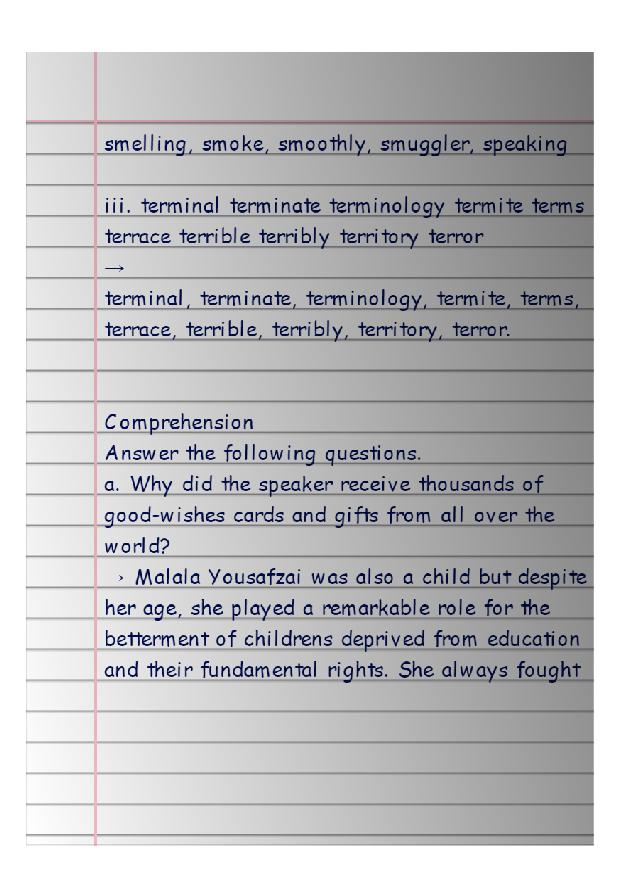 smelling, smoke, smoothly, smuggler, speaking
iii. terminal terminate terminology termite terms
terrace terrible terribly territory terror
→
terminal, terminate, terminology, termite, terms,
terrace, terrible, terribly, territory, terror.
Comprehension
Answer the following questions.
a. Why did the speaker receive thousands of
good-wishes cards and gifts from all over the
world?
→ Malala Yousafzai was also a child but despite
her age, she played a remarkable role for the
betterment of childrens deprived from education
and their fundamental rights. She always fought